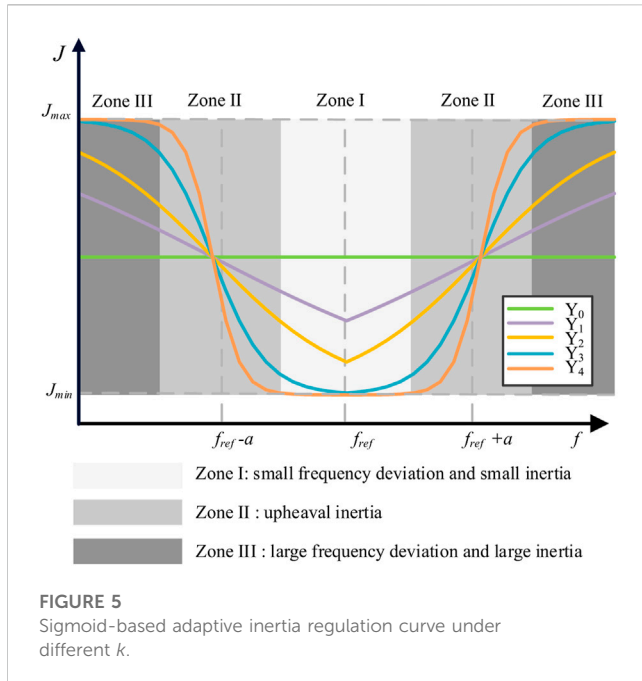 J
Zone III Zone II Zone I Zone II Zone III
Jmax
Y0
Y1
Y2
Y3
Y4
Jmin
fref-a fref fref+a f
Zone I: small frequency deviation and small inertia
Zone II : upheaval inertia
Zone III : large frequency deviation and large inertia
FIGURE 5
Sigmoid-based adaptive inertia regulation curve under
different k.